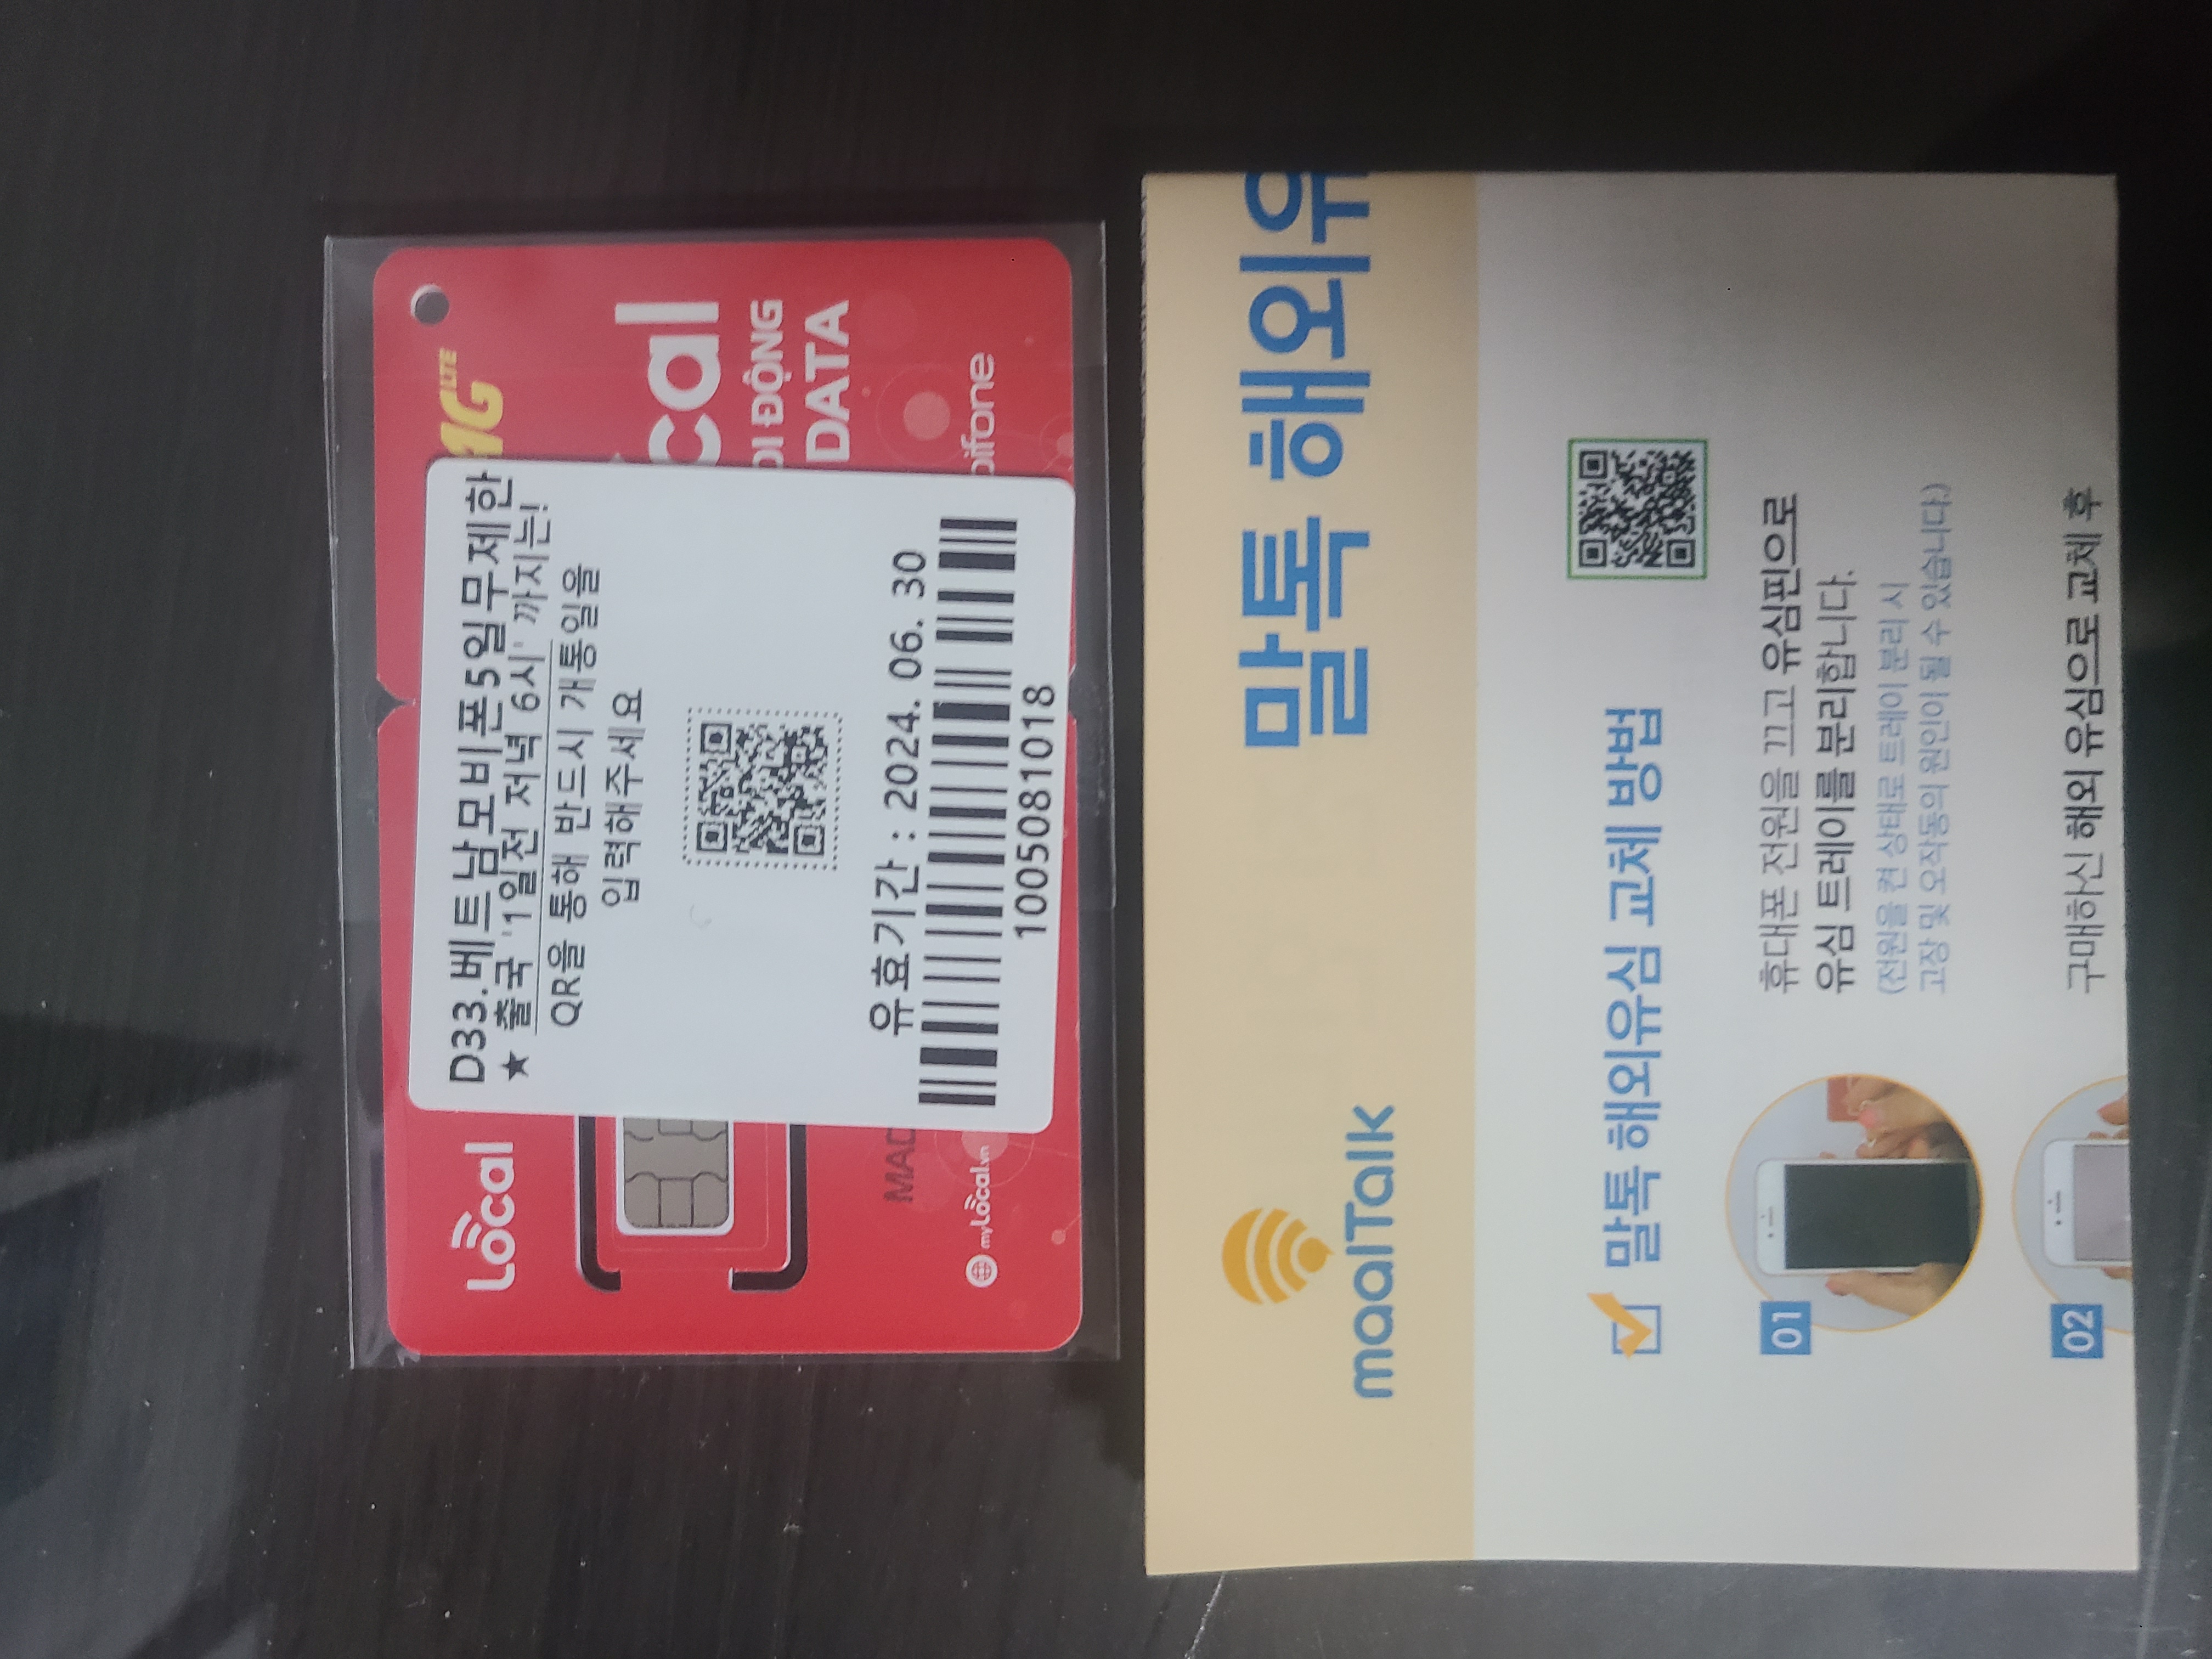 D33.베트남모비폰5일무제한
★ 출국 '1일전 저녁 6시' 까지는!
QR을 통해 반드시 개통일을
입력해주세요
유효기간 : 2024. 06. 30
1005081018
Local
4G LTE
cal
DI ĐỘNG
DATA
myLocal.vn
maalTalk
말톡 해외유
말톡 해외유심 교체 방법
01
휴대폰 전원을 끄고 유심핀으로
유심 트레이를 분리합니다.
(전원을 켠 상태로 트레이 분리 시
고장 및 오작동의 원인이 될 수 있습니다.)
02
구매하신 해외 유심으로 교체 후